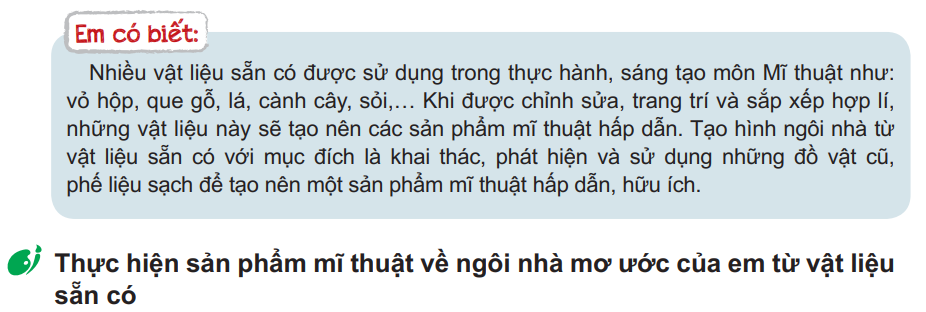 Em có biết:
Nhiều vật liệu sẵn có được sử dụng trong thực hành, sáng tạo môn Mĩ thuật như:
vỏ hộp, que gỗ, lá, cành cây, sỏi,... Khi được chỉnh sửa, trang trí và sắp xếp hợp lí,
những vật liệu này sẽ tạo nên các sản phẩm mĩ thuật hấp dẫn. Tạo hình ngôi nhà từ
vật liệu sẵn có với mục đích là khai thác, phát hiện và sử dụng những đồ vật cũ,
phế liệu sạch để tạo nên một sản phẩm mĩ thuật hấp dẫn, hữu ích.
Thực hiện sản phẩm mĩ thuật về ngôi nhà mơ ước của em từ vật liệu
sẵn có